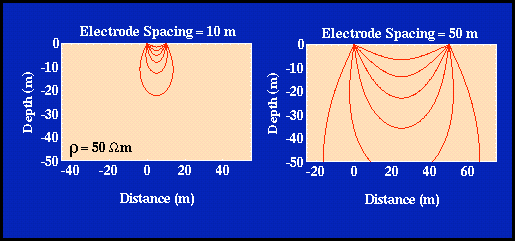 Electrode Spacing = 10 m
Depth (m)
0
-10
-20
-30
-40
-50
ρ = 50 Ωm
-40 -20 0 20 40
Distance (m)
Electrode Spacing = 50 m
Depth (m)
0
-10
-20
-30
-40
-50
-20 0 20 40 60
Distance (m)